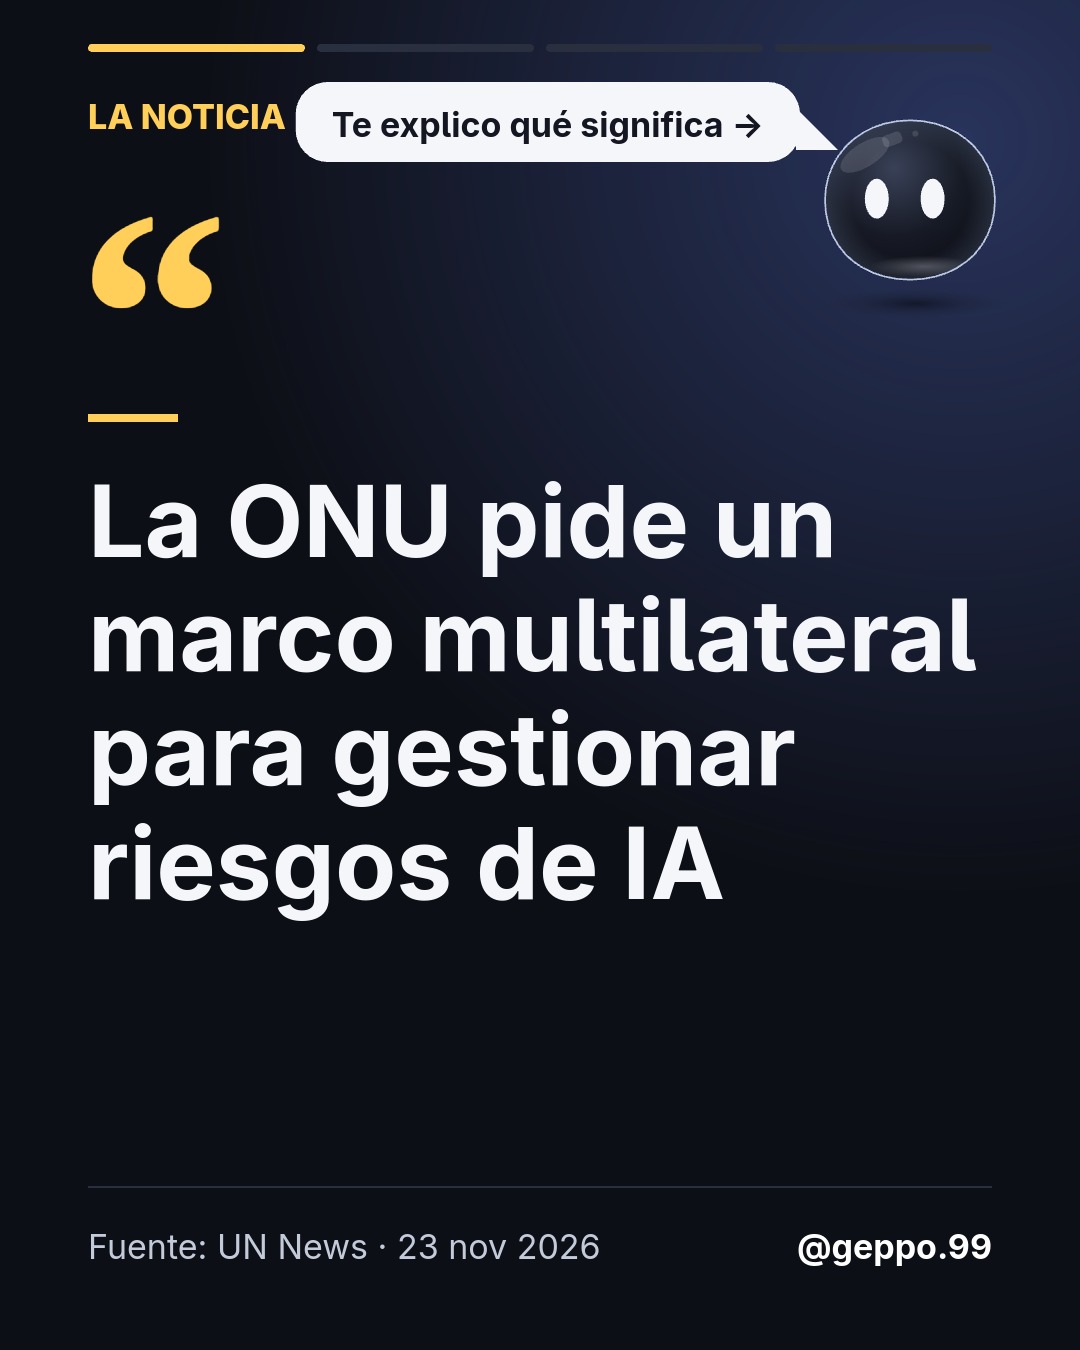 LA NOTICIA
Te explico qué significa →
“
La ONU pide un
marco multilateral
para gestionar
riesgos de IA
Fuente: UN News · 23 nov 2026
@geppo.99